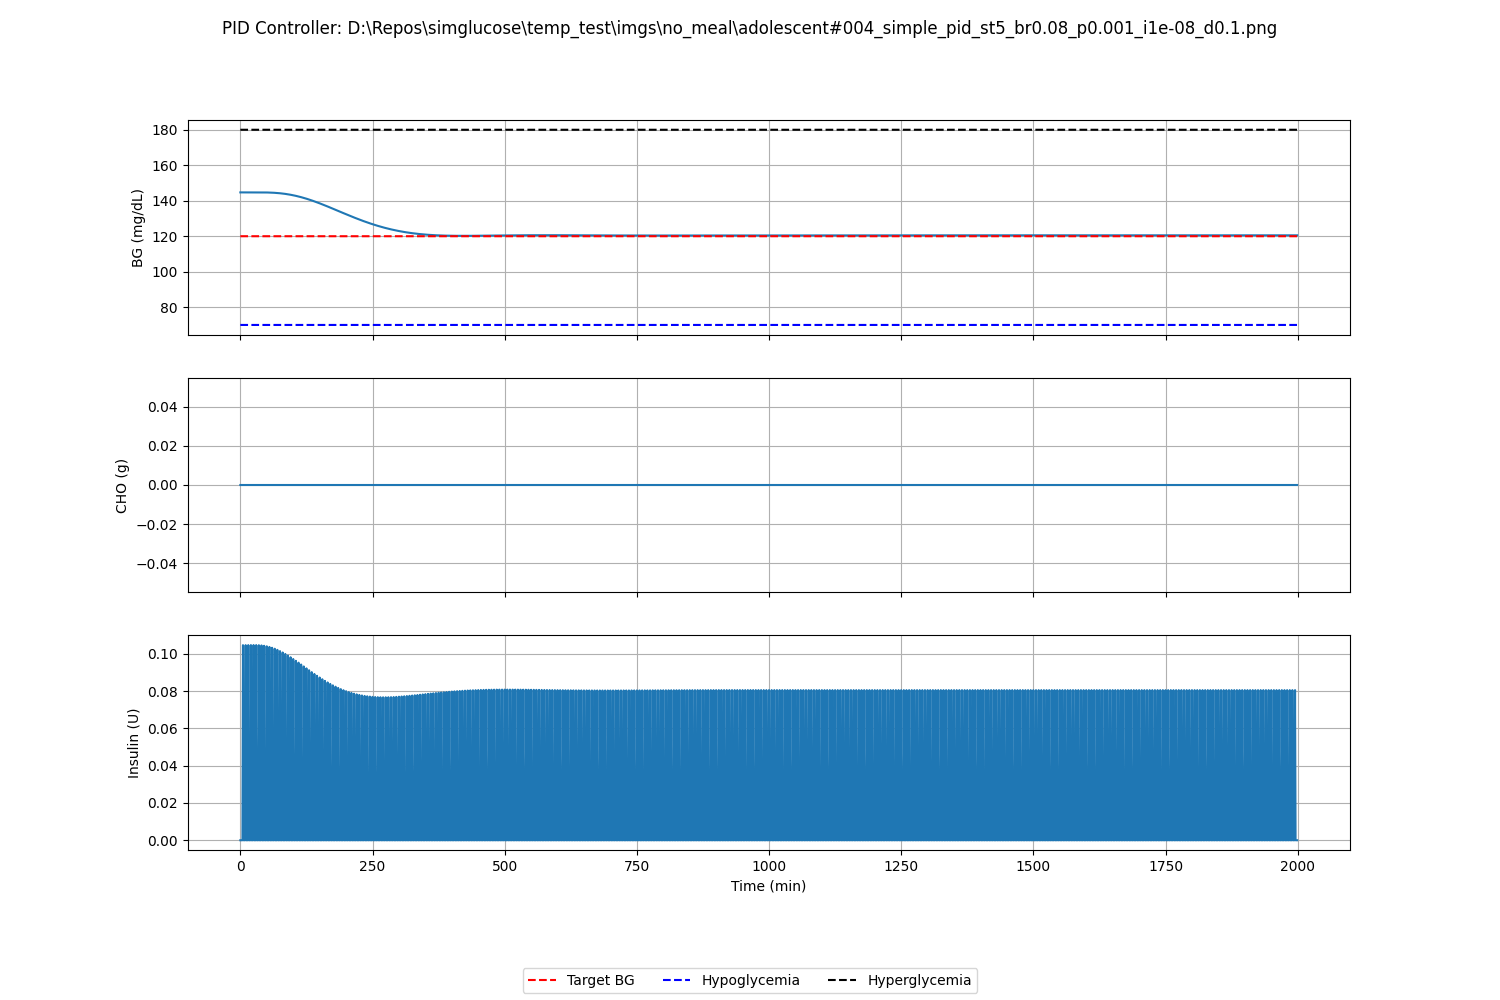 PID Controller: D:\Repos\simglucose\temp_test\imgs\no_meal\adolescent#004_simple_pid_st5_br0.08_p0.001_i1e-08_d0.1.png
180
160
140
120
100
80
BG (mg/dL)
0.04
0.02
0.00
−0.02
−0.04
CHO (g)
0.10
0.08
0.06
0.04
0.02
0.00
Insulin (U)
0 250 500 750 1000 1250 1500 1750 2000
Time (min)
Target BG Hypoglycemia Hyperglycemia